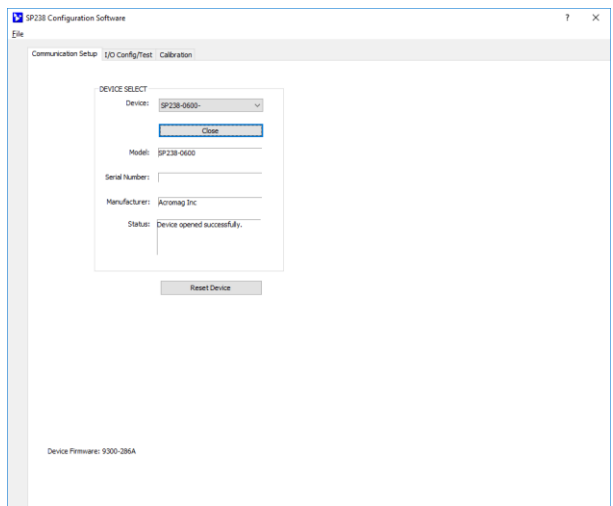 SP238 Configuration Software
? ×
File
Communication Setup I/O Config/Test Calibration
DEVICE SELECT
Device: SP238-0600-
Close
Model: SP238-0600
Serial Number:
Manufacturer: Acromag Inc
Status: Device opened successfully.
Reset Device
Device Firmware: 9300-286A